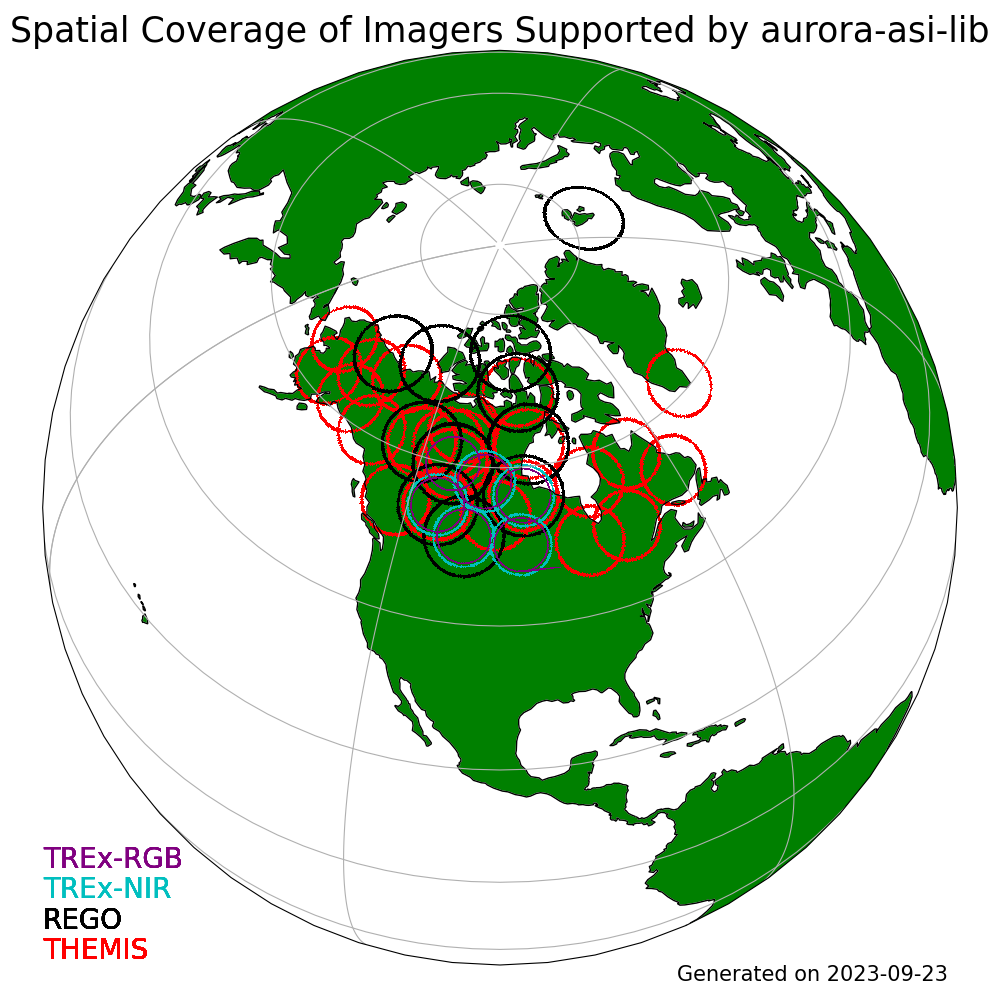 Spatial Coverage of Imagers Supported by aurora-asi-lib
TREx-RGB
TREx-NIR
REGO
THEMIS
Generated on 2023-09-23